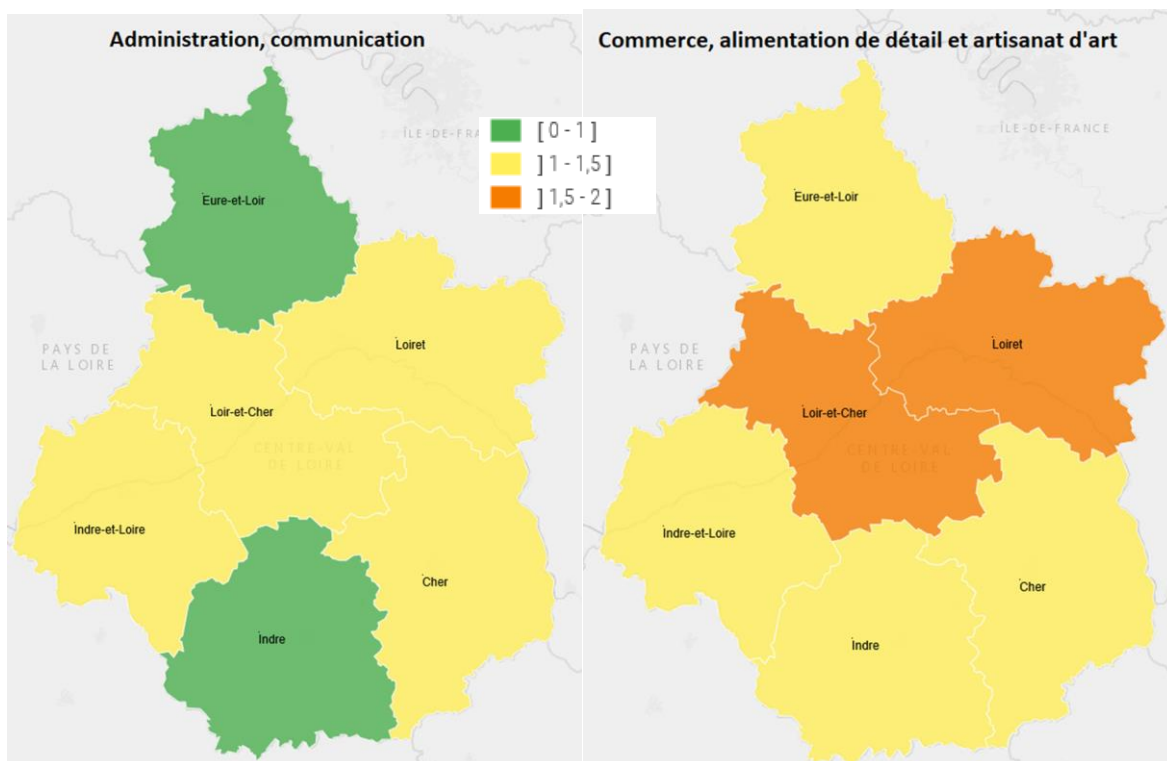 Administration, communication
ÎLE-DE-FRA
Eure-et-Loir
PAYS DE
LA LOIRE
Loiret
Loir-et-Cher
CENTRE-VAL
DE LOIRE
Indre-et-Loire
Cher
Indre
[ 0 - 1 ]
] 1 - 1,5 ]
] 1,5 - 2 ]
Commerce, alimentation de détail et artisanat d'art
ÎLE-DE-FRANCE
Eure-et-Loir
PAYS DE
LA LOIRE
Loiret
Loir-et-Cher
CENTRE-VAL
DE LOIRE
Indre-et-Loire
Cher
Indre